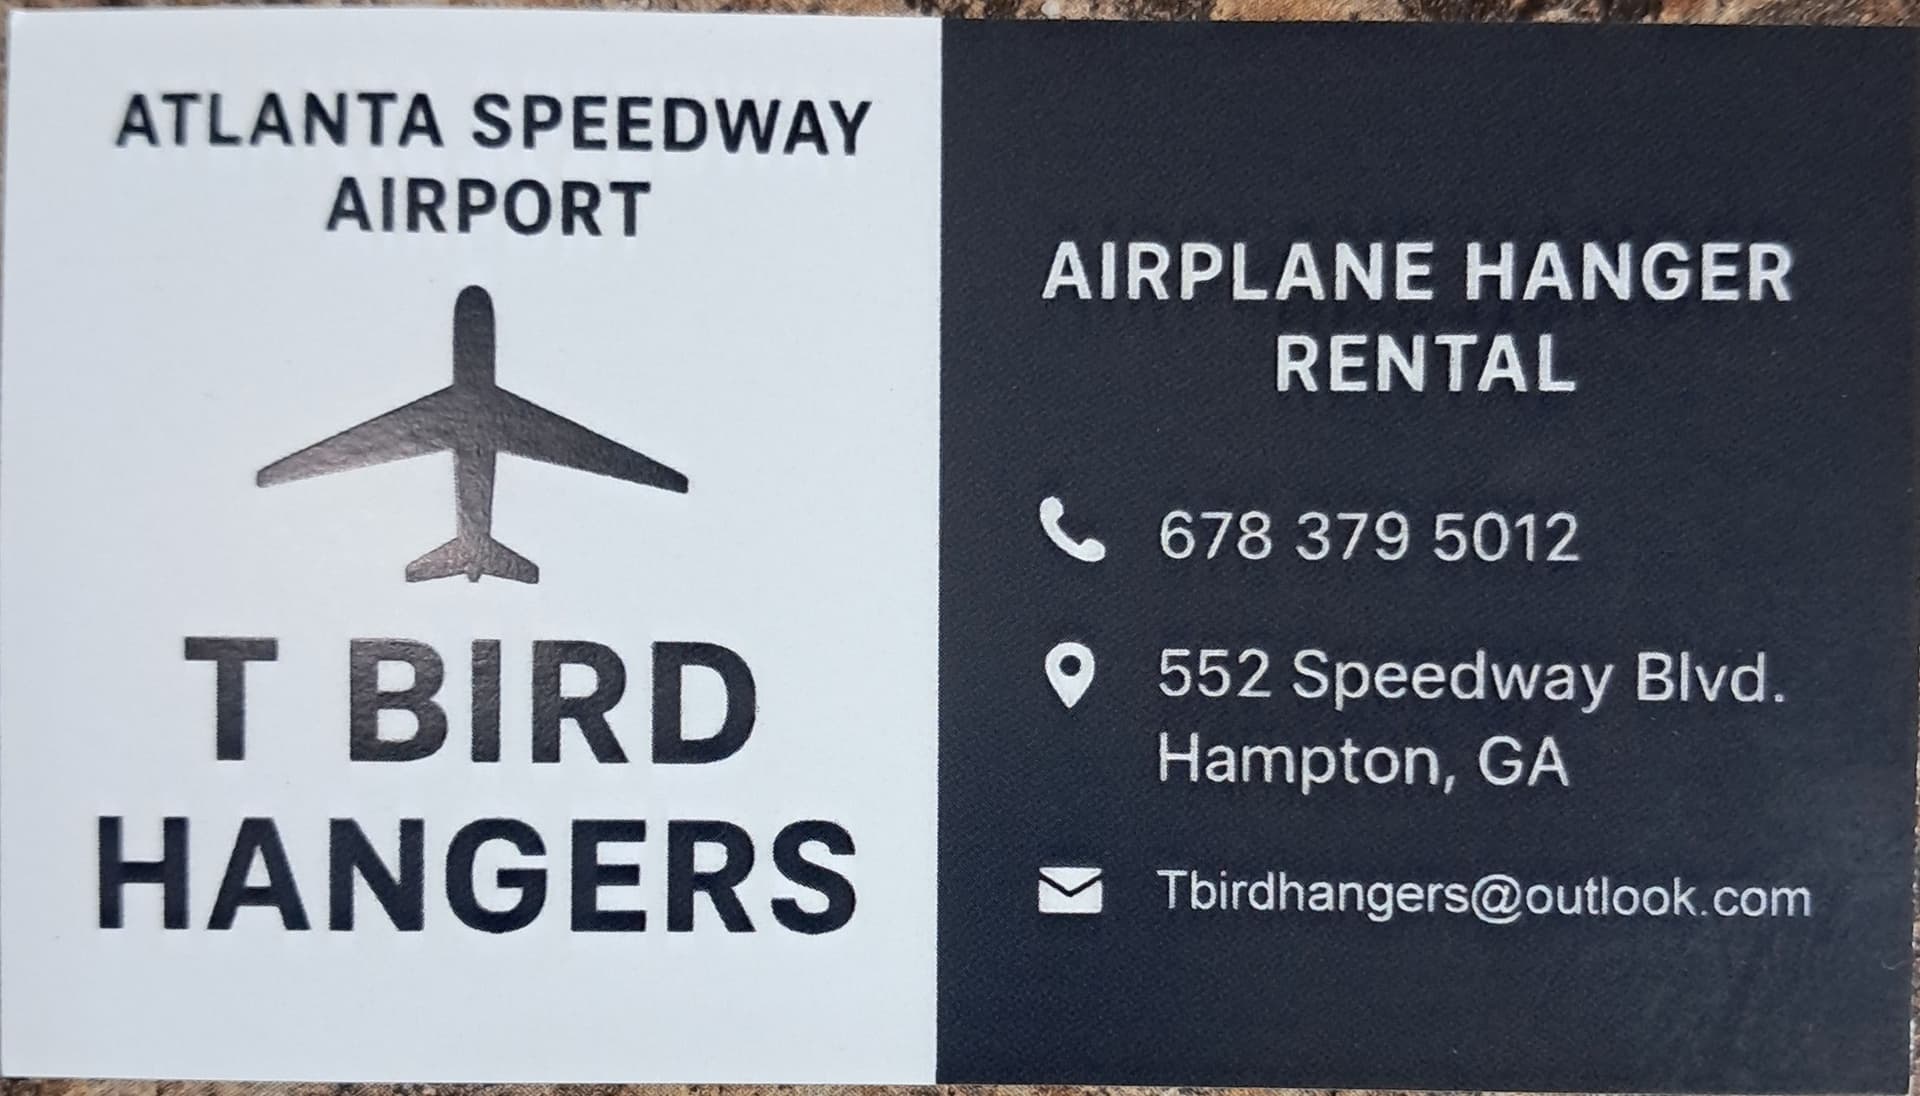 ATLANTA SPEEDWAY
AIRPORT
T BIRD
HANGERS
AIRPLANE HANGER
RENTAL
678 379 5012
552 Speedway Blvd.
Hampton, GA
Tbirdhangers@outlook.com